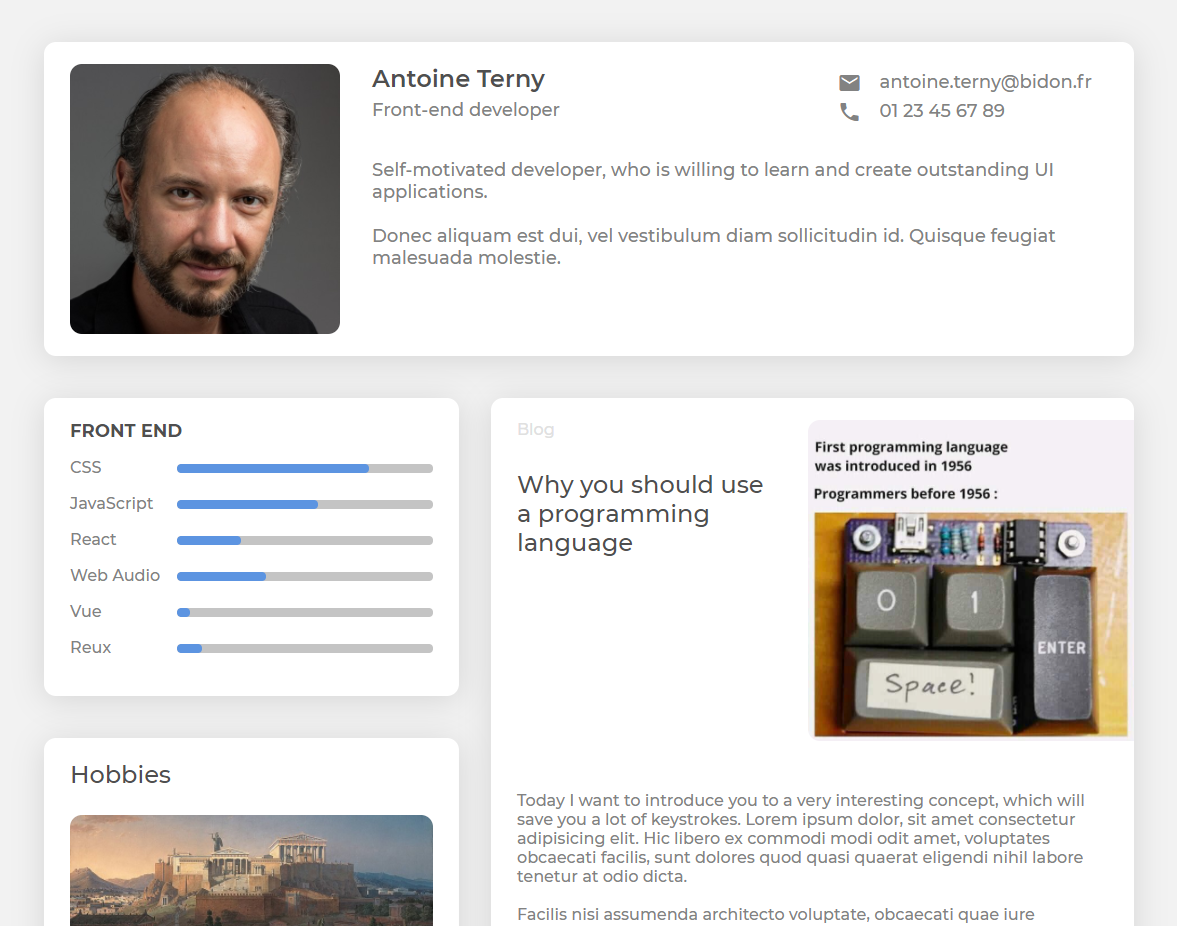 Antoine Terny
Front-end developer
antoine.terny@bidon.fr
01 23 45 67 89
Self-motivated developer, who is willing to learn and create outstanding UI
applications.
Donec aliquam est dui, vel vestibulum diam sollicitudin id. Quisque feugiat
malesuada molestie.
FRONT END
CSS
JavaScript
React
Web Audio
Vue
Reux
Hobbies
Blog
Why you should use
a programming
language
First programming language
was introduced in 1956
Programmers before 1956 :
0
1
ENTER
Space!
Today I want to introduce you to a very interesting concept, which will
save you a lot of keystrokes. Lorem ipsum dolor, sit amet consectetur
adipisicing elit. Hic libero ex commodi modi odit amet, voluptates
obcaecati facilis, sunt dolores quod quasi quaerat eligendi nihil labore
tenetur at odio dicta.
Facilis nisi assumenda architecto voluptate, obcaecati quae iure